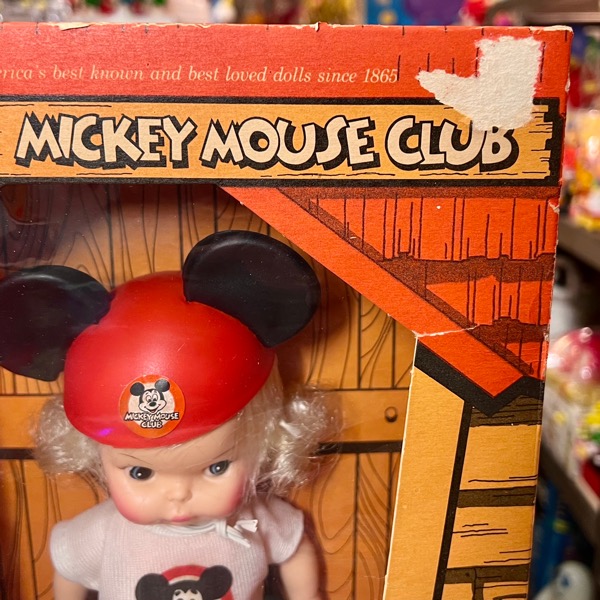 erica's best known and best loved dolls since 1865
MICKEY MOUSE CLUB
MICKEY MOUSE
CLUB